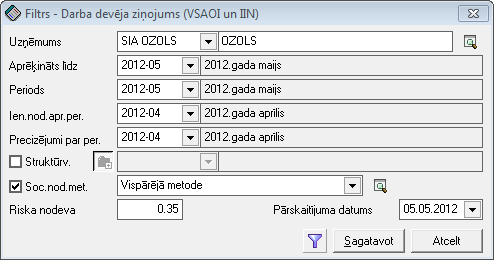 Filtrs - Darba devēja ziņojums (VSAOI un IIN)
Uzņēmums SIA OZOLS OZOLS
Aprēķināts līdz 2012-05 2012.gada maijs
Periods 2012-05 2012.gada maijs
Ien.nod.apr.per. 2012-04 2012.gada aprīlis
Precizējumi par per. 2012-04 2012.gada aprīlis
Struktūrv.
Soc.nod.met. Vispārējā metode
Riska nodeva 0.35 Pārskaitījuma datums 05.05.2012
Sagatavot Atcelt